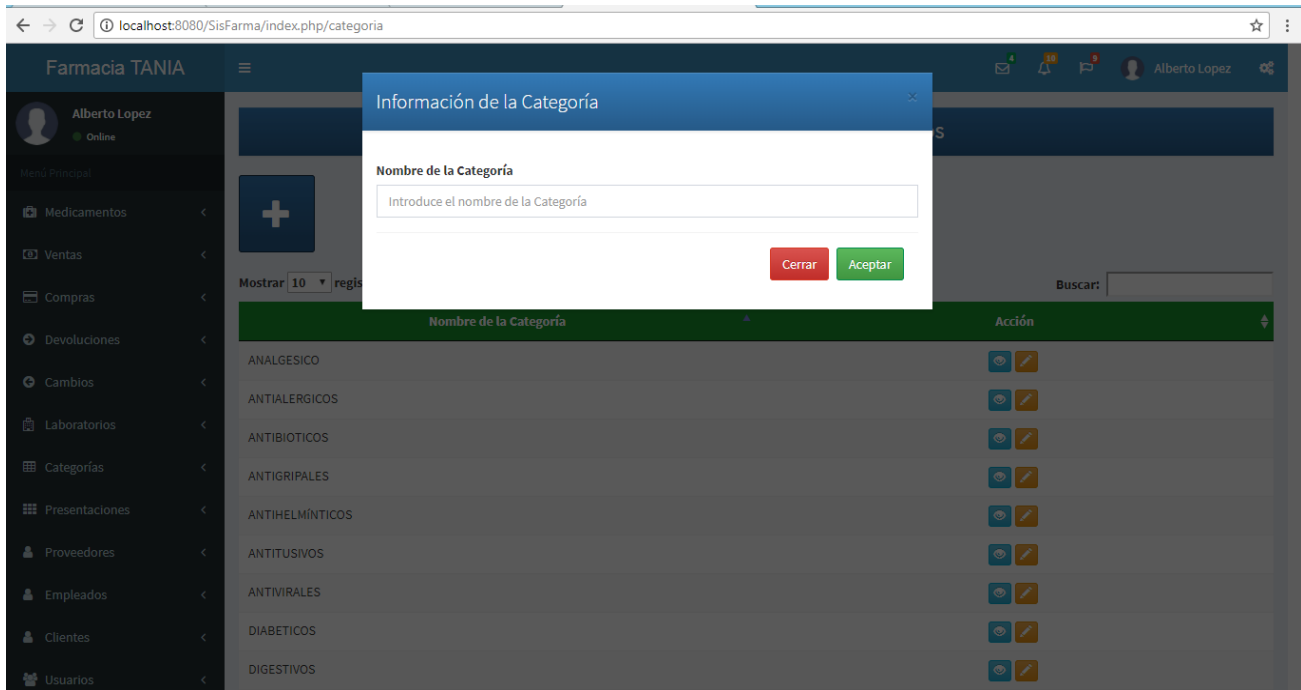 localhost:8080/SisFarma/index.php/categoria
Farmacia TANIA
4
10
9
Alberto Lopez
Alberto Lopez
Online
Menú Principal
Medicamentos
Ventas
Compras
Devoluciones
Cambios
Laboratorios
Categorías
Presentaciones
Proveedores
Empleados
Clientes
Usuarios
Información de la Categoría
×
Nombre de la Categoría
Introduce el nombre de la Categoría
Cerrar Aceptar
Mostrar 10
Buscar:
Nombre de la Categoría Acción
ANALGESICO
ANTIALERGICOS
ANTIBIOTICOS
ANTIGRIPALES
ANTIHELMÍNTICOS
ANTITUSIVOS
ANTIVIRALES
DIABETICOS
DIGESTIVOS